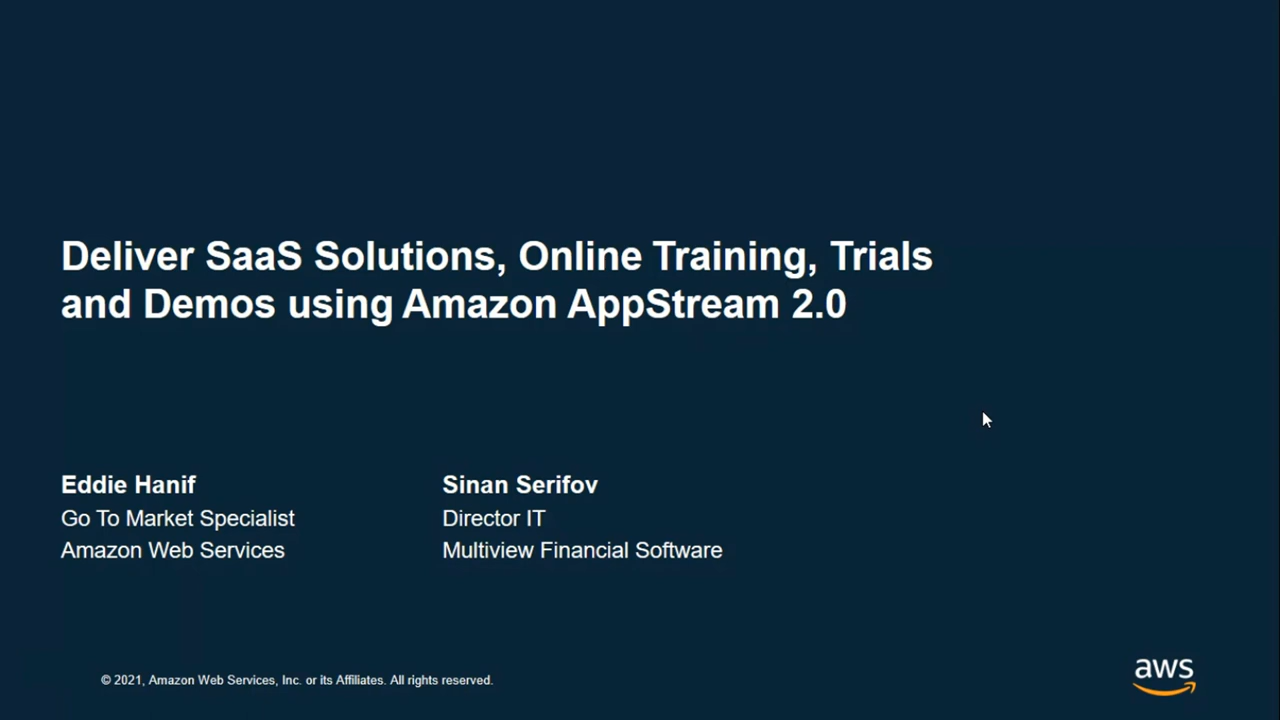 Deliver SaaS Solutions, Online Training, Trials
and Demos using Amazon AppStream 2.0
Eddie Hanif
Go To Market Specialist
Amazon Web Services
Sinan Serifov
Director IT
Multiview Financial Software
© 2021, Amazon Web Services, Inc. or its Affiliates. All rights reserved.
aws